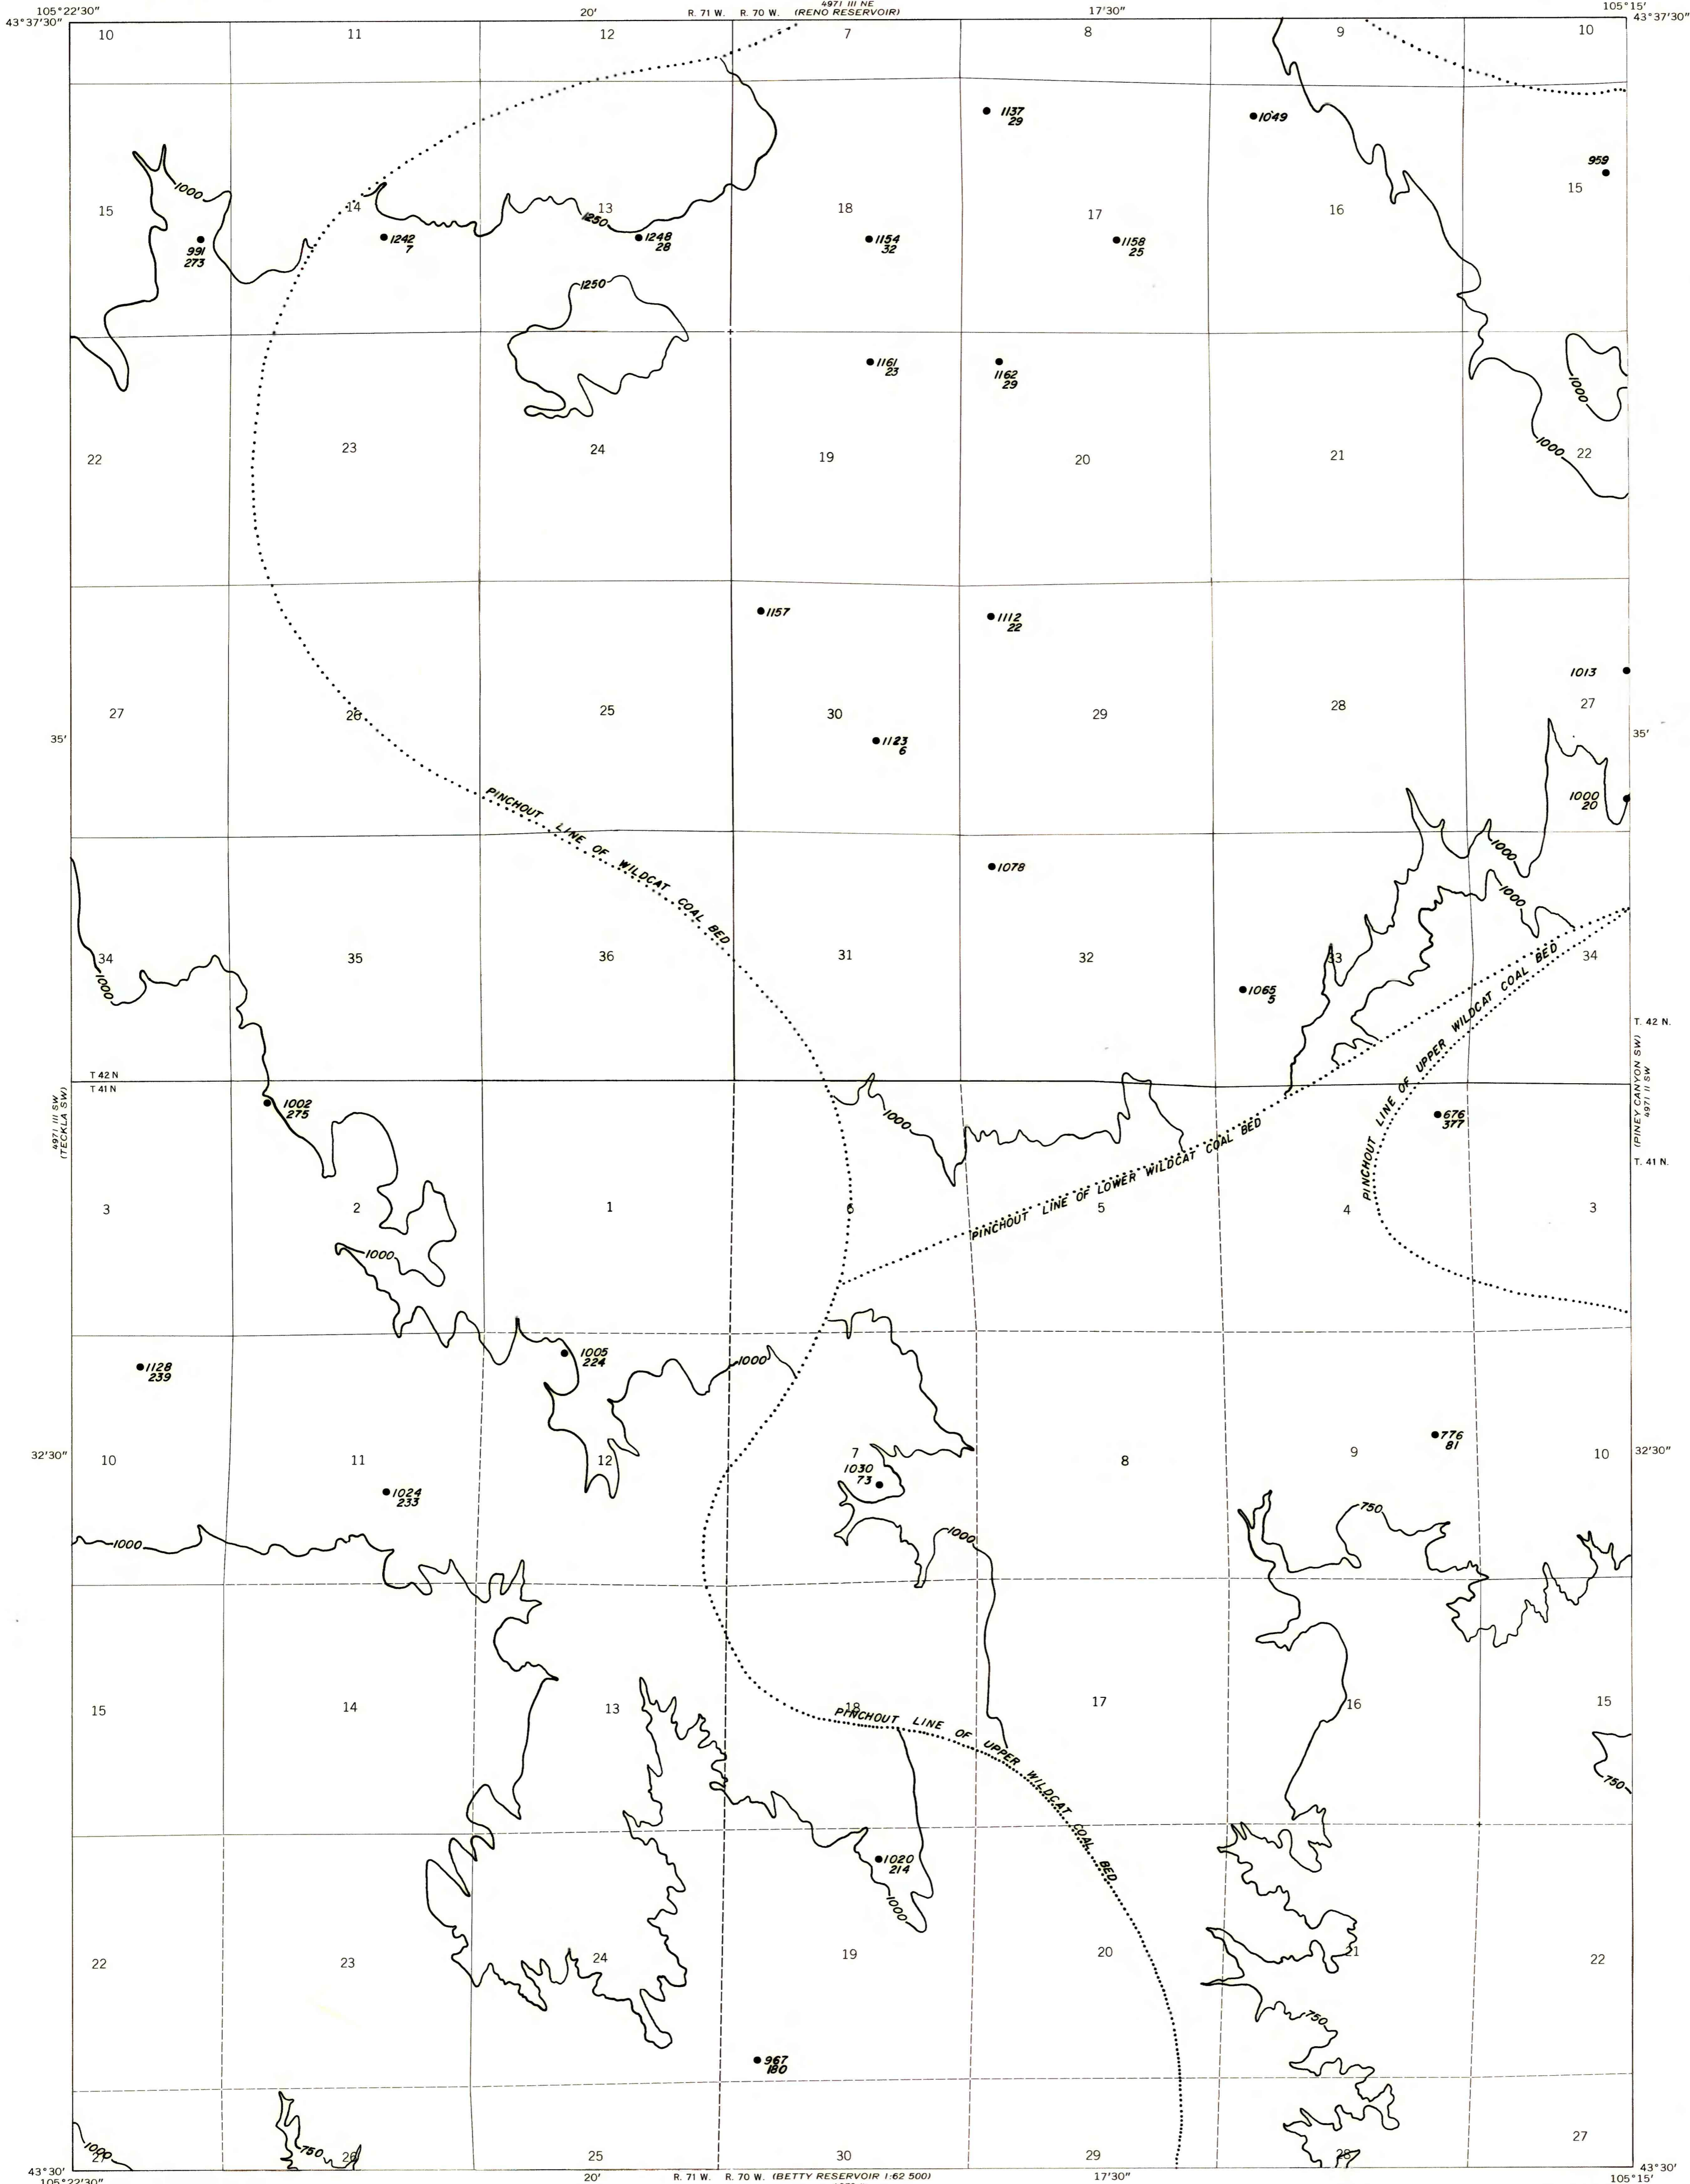 4971 III NE
105°22'30" 20' R. 71 W. R. 70 W. (RENO RESERVOIR) 17'30" 105°15'
43°37'30" 43°37'30"
10 11 12 7 8 9 10
1137
29
1049
959
15
1000
15 14 13 18 17 16
1250
991
273
1242
7
1248
28
1154
32
1158
25
1250
1161
23
1162
29
1000
1000
22 23 24 19 20 21 22
1157
1112
22
1013
27 26 25 30 29 28 27
35' 35'
1123
6
PINCHOUT LINE OF WILDCAT COAL BED
1000
20
1000
1078
1000
34 35 36 31 32 33 34
1000
1065
5
T. 42 N.
T 42 N
T 41 N
4971 III SW
(TECKLA SW)
(PINEY CANYON SW)
4971 II SW
1002
275
1000
676
377
T. 41 N.
PINCHOUT LINE OF LOWER WILDCAT COAL BED
PINCHOUT LINE OF UPPER WILDCAT COAL BED
3 2 1 6 5 4 3
1000
1128
239
1005
224
1000
776
81
32'30" 32'30"
10 11 12 7 8 9 10
1030
73
1024
233
750
1000
1000
15 14 13 18 17 16 15
PINCHOUT LINE OF UPPER WILDCAT COAL BED
750
1020
214
1000
22 23 24 19 20 21 22
750
967
180
1000
27 750 26 25 30 29 28 27
43°30' 43°30'
105°22'30" 20' R. 71 W. R. 70 W. (BETTY RESERVOIR 1:62 500) 17'30" 105°15'